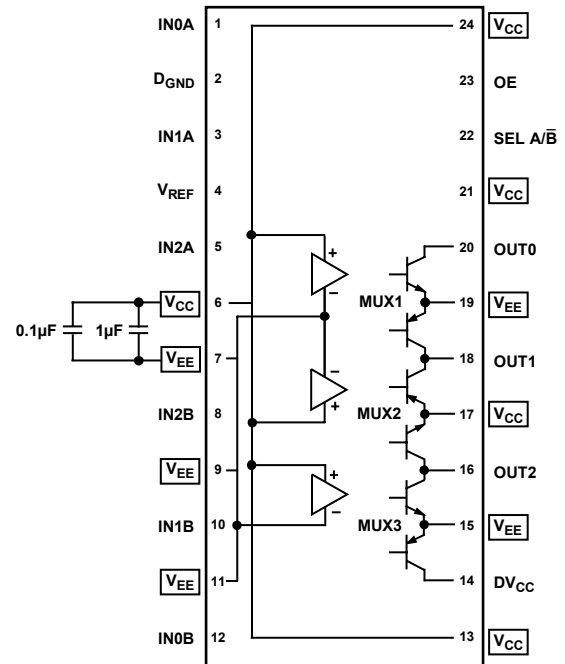 IN0A 1 24 VCC
DGND 2 23 OE
IN1A 3 22 SEL A/B̅
VREF 4 21 VCC
IN2A 5 20 OUT0
+
−
MUX1
VCC 6 19 VEE
0.1µF 1µF
VEE 7 18 OUT1
−
+
IN2B 8 MUX2 17 VCC
VEE 9 16 OUT2
+
−
IN1B 10 MUX3 15 VEE
VEE 11 14 DVCC
IN0B 12 13 VCC